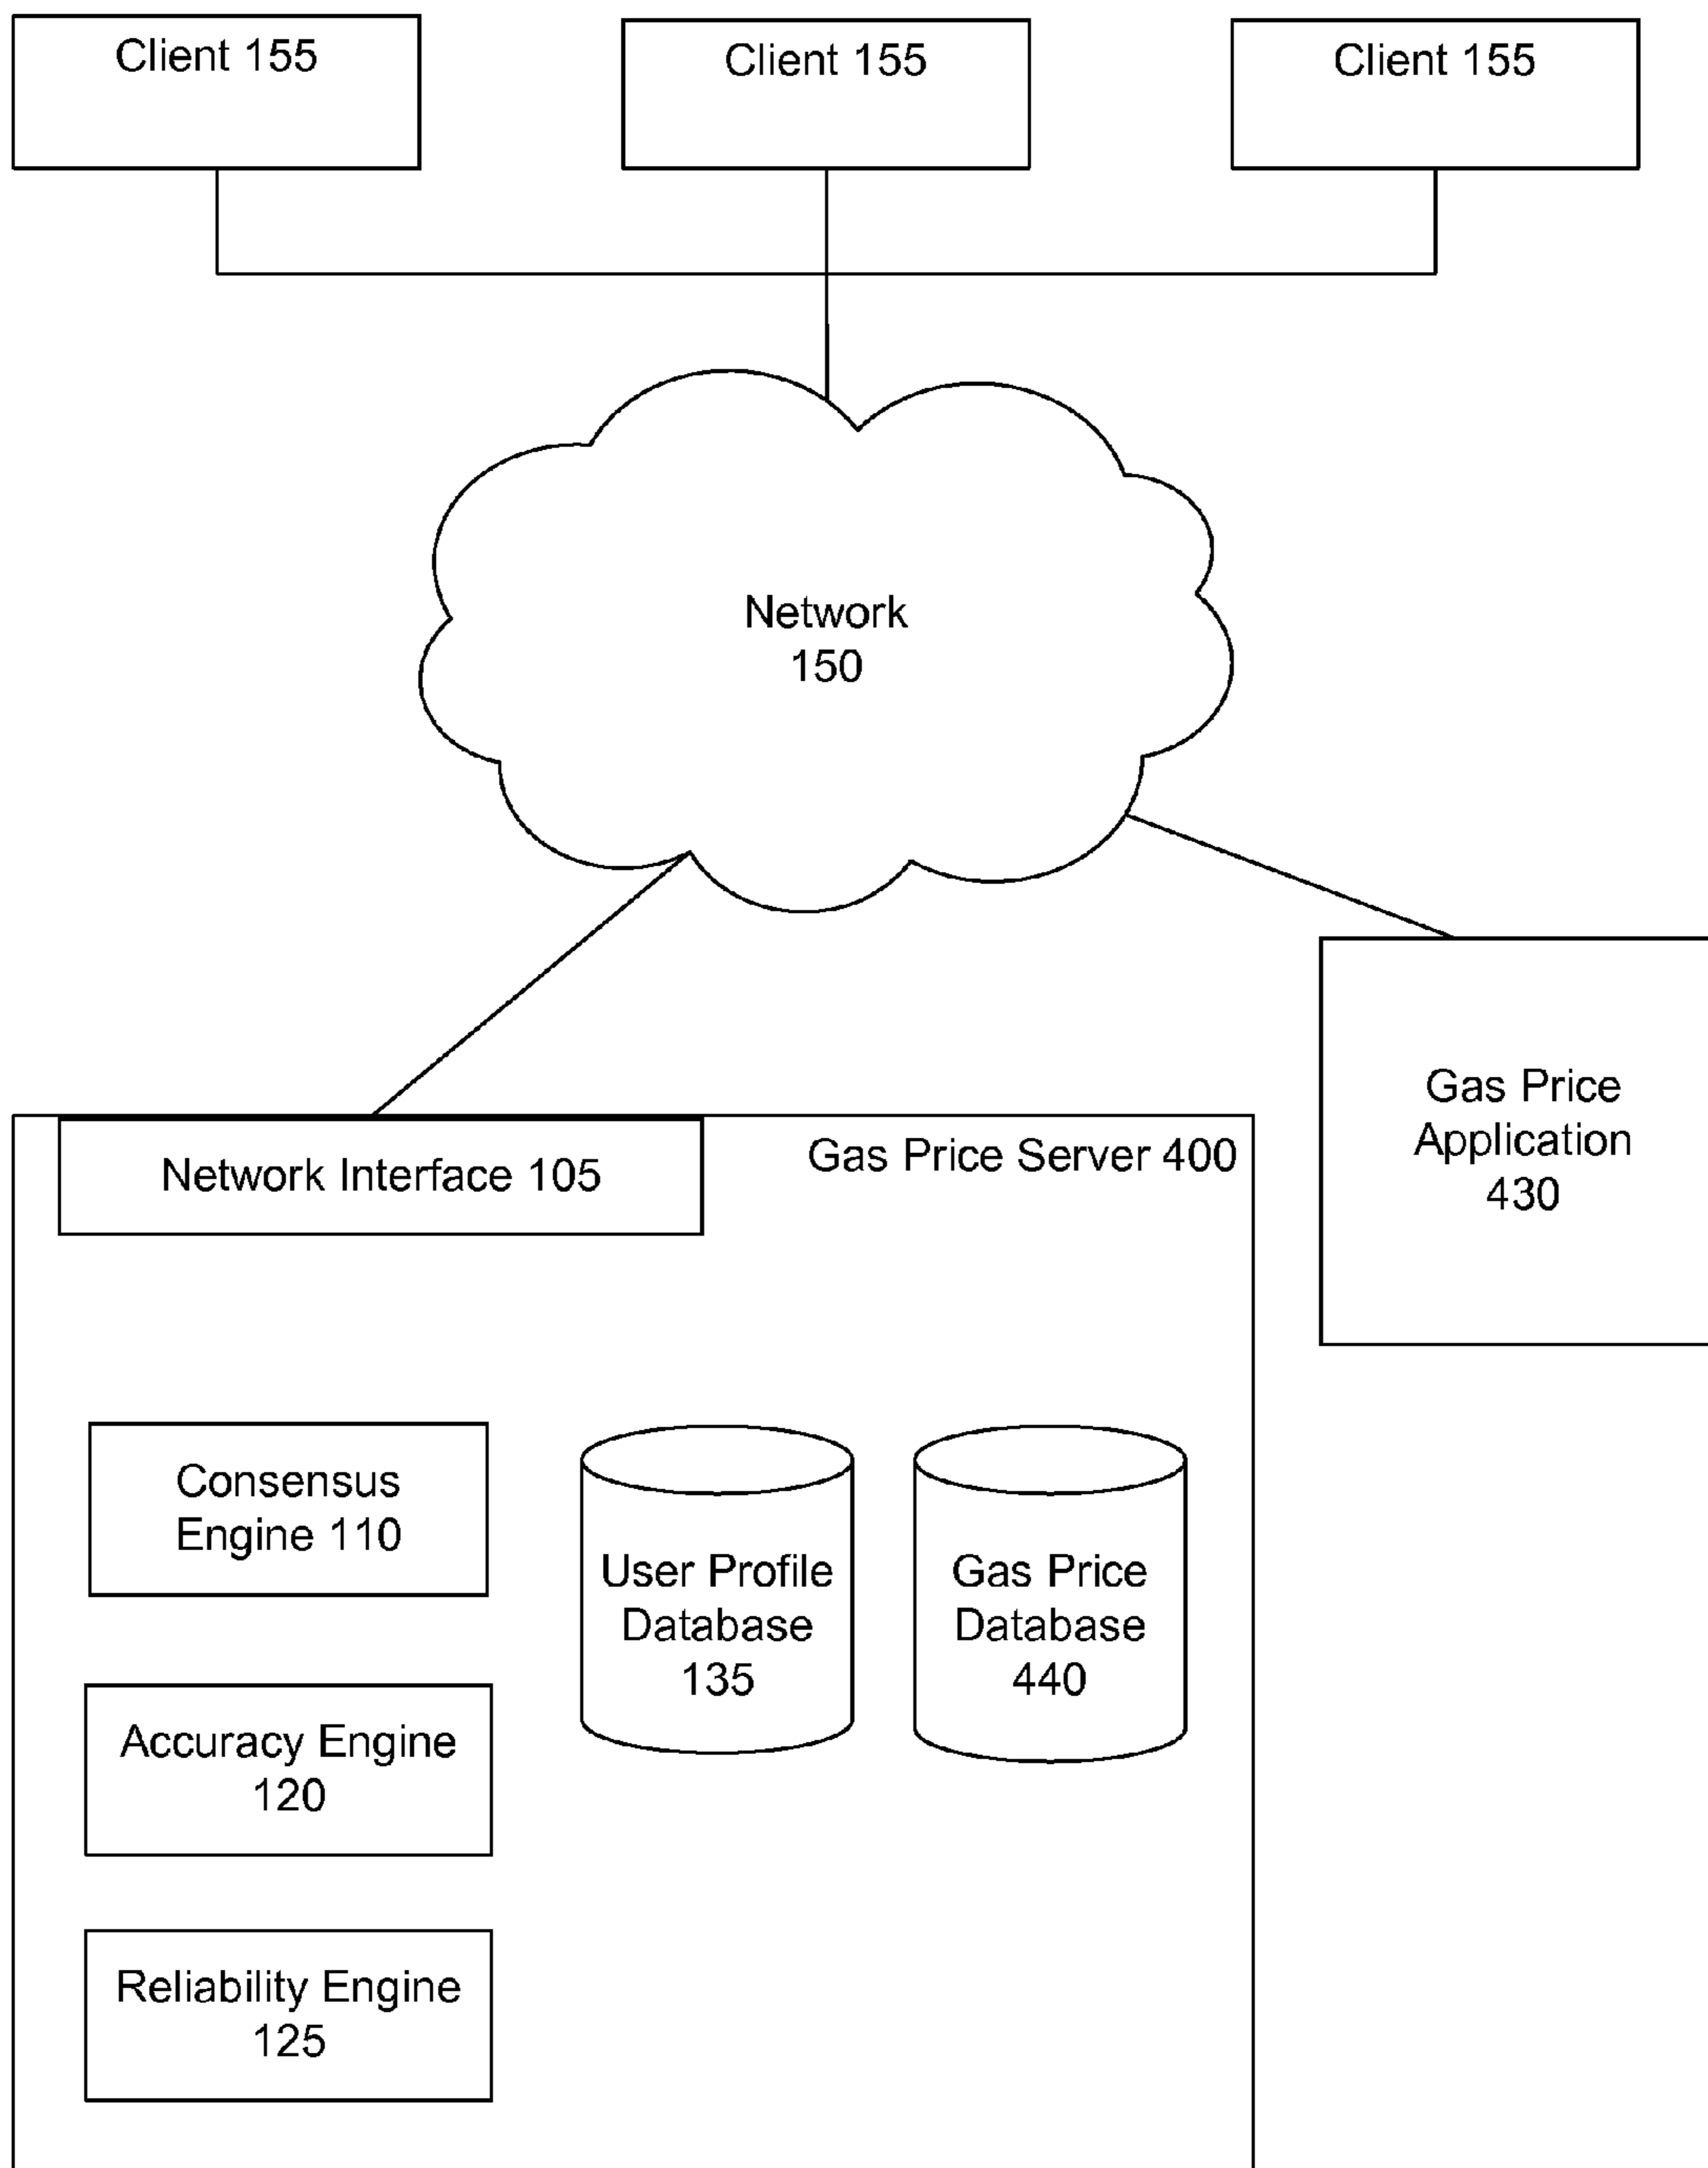 Client 155
Client 155
Client 155
Network
150
Gas Price
Application
430
Network Interface 105
Gas Price Server 400
Consensus
Engine 110
User Profile
Database
135
Gas Price
Database
440
Accuracy Engine
120
Reliability Engine
125